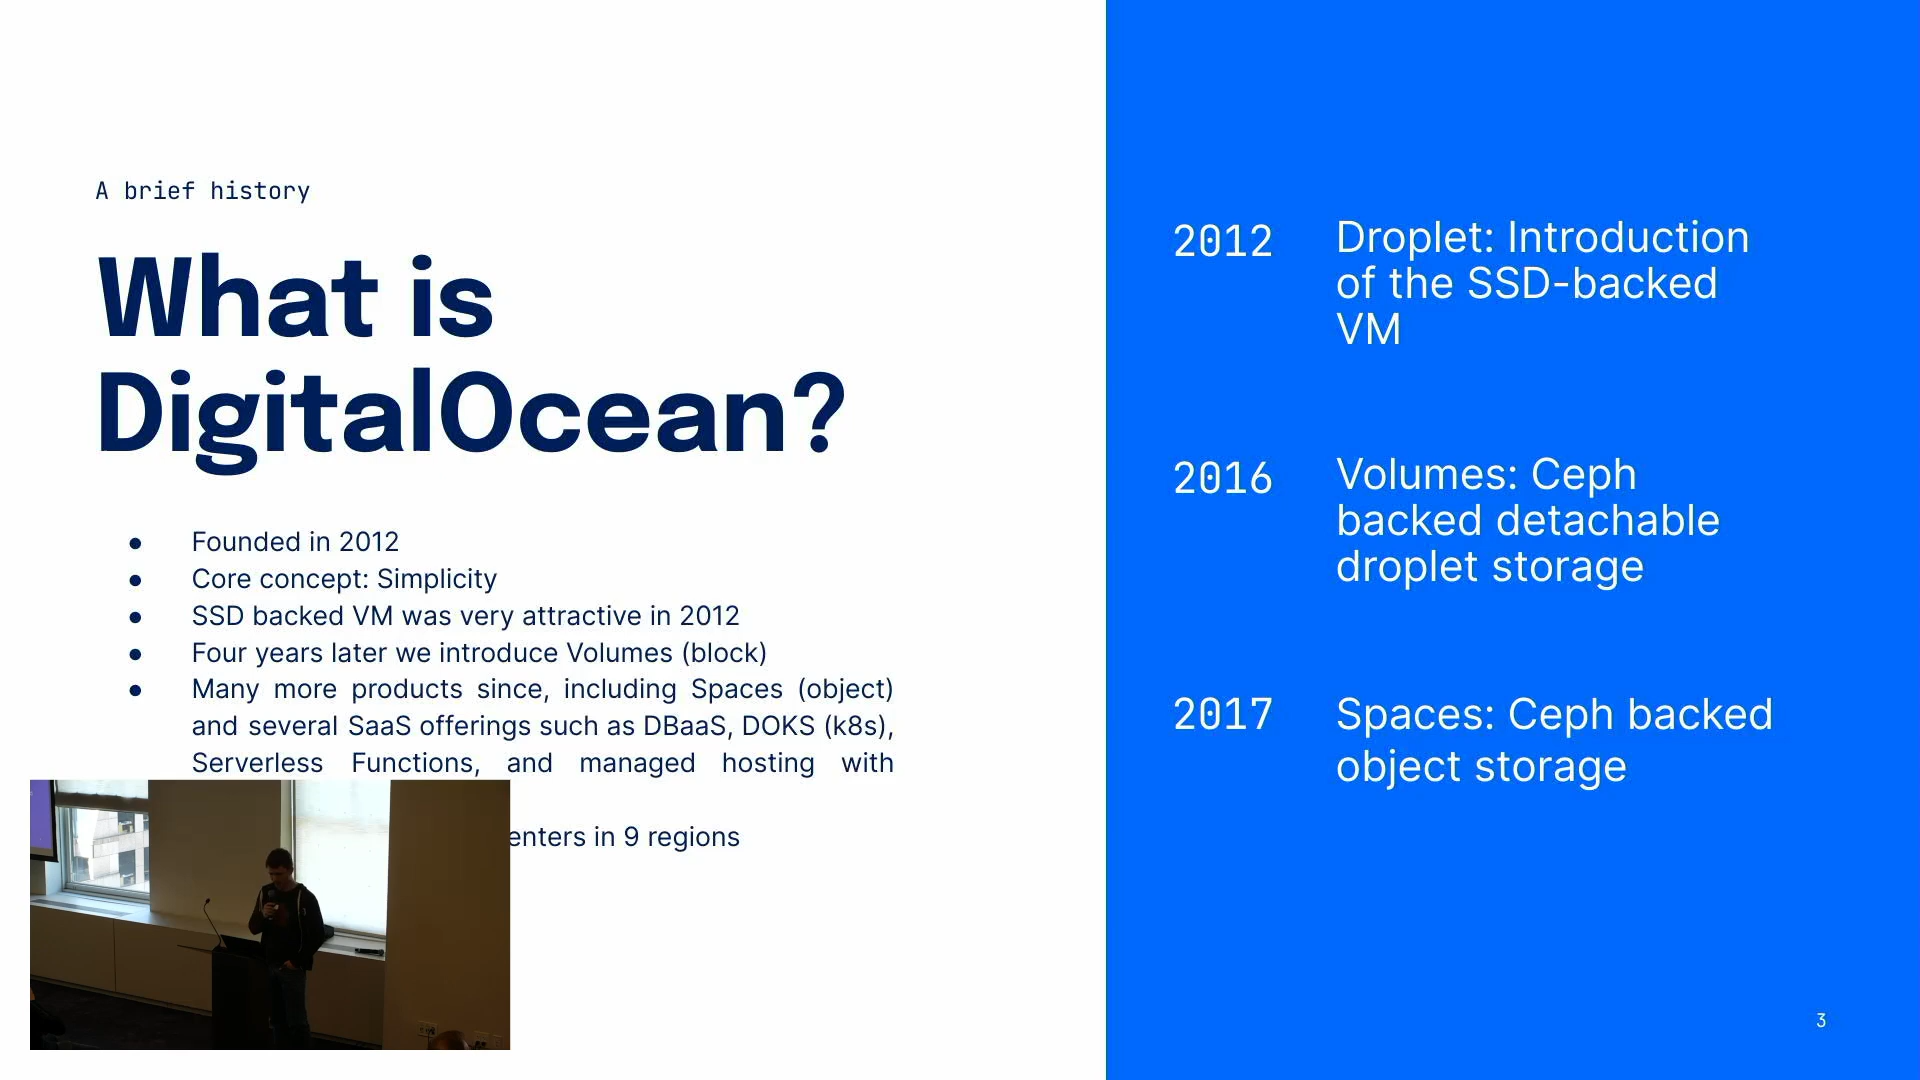 A brief history
What is
DigitalOcean?
● Founded in 2012
● Core concept: Simplicity
● SSD backed VM was very attractive in 2012
● Four years later we introduce Volumes (block)
● Many more products since, including Spaces (object)
and several SaaS offerings such as DBaaS, DOKS (k8s),
Serverless Functions, and managed hosting with
in 9 regions
2012 Droplet: Introduction
of the SSD-backed
VM
2016 Volumes: Ceph
backed detachable
droplet storage
2017 Spaces: Ceph backed
object storage
3